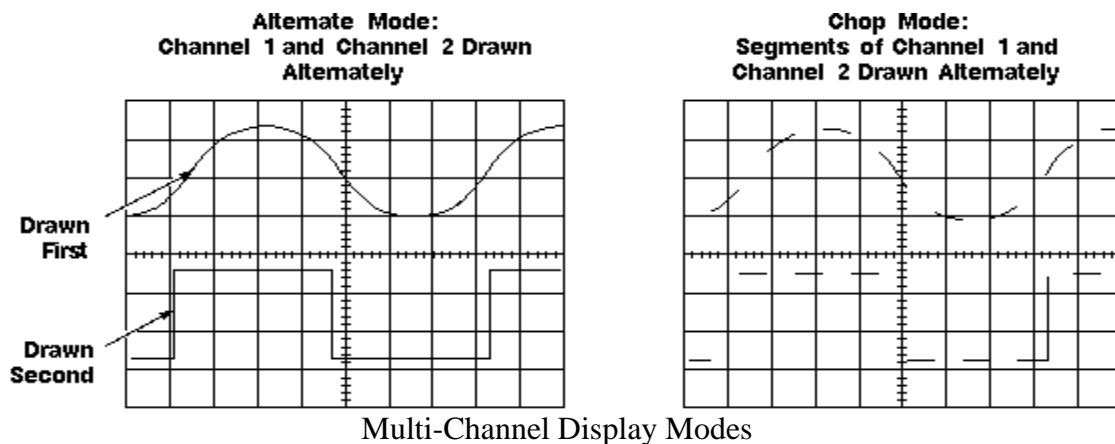 Alternate Mode:
Channel 1 and Channel 2 Drawn
Alternately
Chop Mode:
Segments of Channel 1 and
Channel 2 Drawn Alternately
Drawn
First
Drawn
Second
Multi-Channel Display Modes